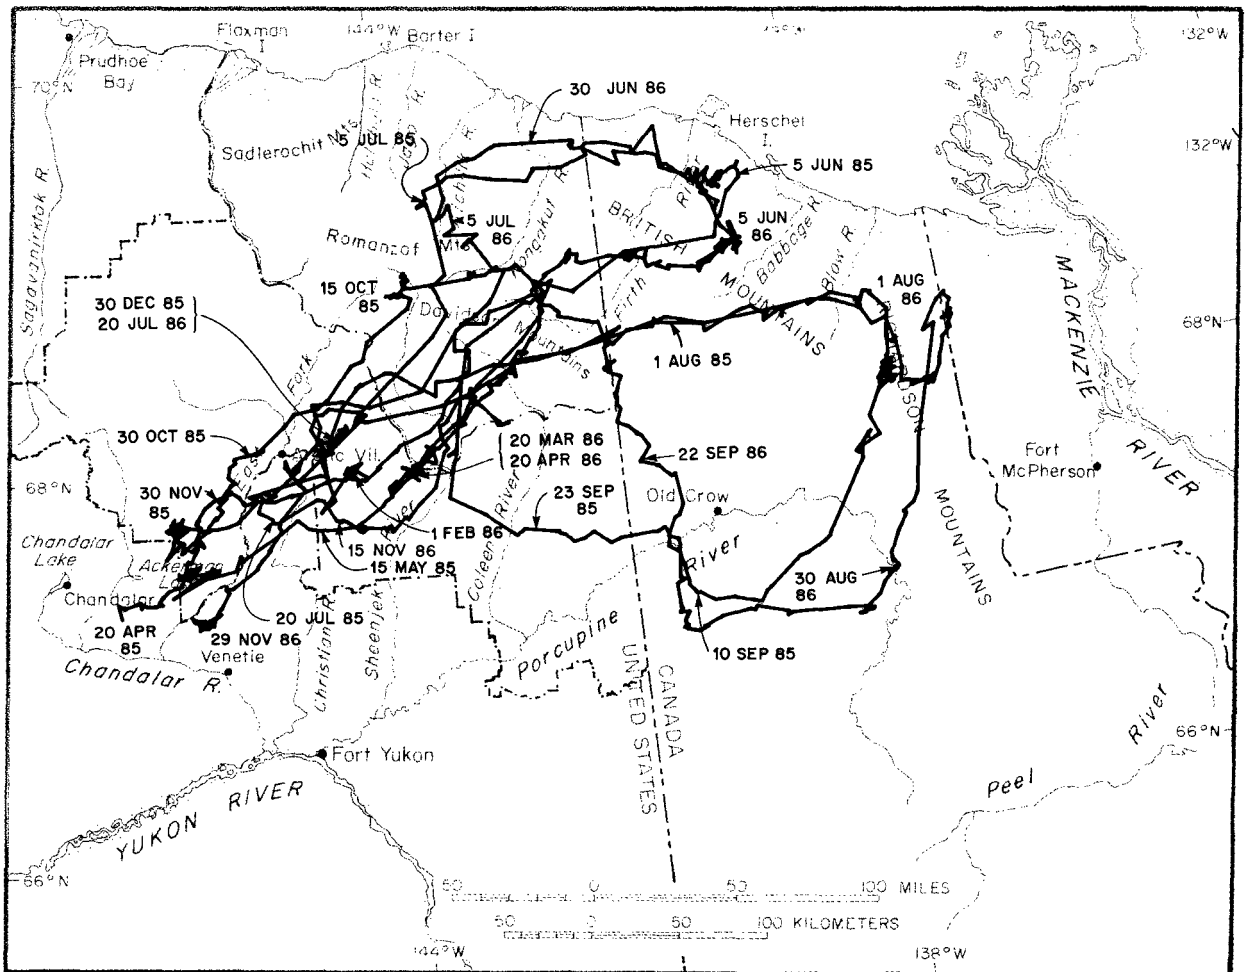 Flaxman
I
144°W
Barter I
132°W
Prudhoe
Bay
70°N
30 JUN 86
Herschel
I.
132°W
Sadlerochit Mts
5 JUL 85
5 JUN 85
R.
R.
R.
Kongakut R.
BRITISH
MOUNTAINS
5 JUL
86
5 JUN
86
Babbage R.
Blow R.
Sagavanirktok R.
Romanzof Mts
15 OCT
85
30 DEC 85
20 JUL 86
Davidson
Mountains
Firth
1 AUG
86
1 AUG 85
68°N
MACKENZIE
RIVER
30 OCT 85
East Fork
Arctic Vil.
20 MAR 86
20 APR 86
22 SEP 86
Fort
McPherson
68°N
30 NOV
85
Old Crow
23 SEP
85
1 FEB 86
River
Coleen River
Chandalar
Lake
15 NOV 86
15 MAY 85
River
30 AUG
86
MOUNTAINS
Chandalar
20 APR
85
20 JUL 85
29 NOV 86
Venetie
Christian R.
Sheenjek
Porcupine
10 SEP 85
Chandalar R.
CANADA
UNITED STATES
66°N
Fort Yukon
River
Peel
YUKON RIVER
66°N
50 0 50 100 MILES
50 0 50 100 KILOMETERS
144°W
138°W